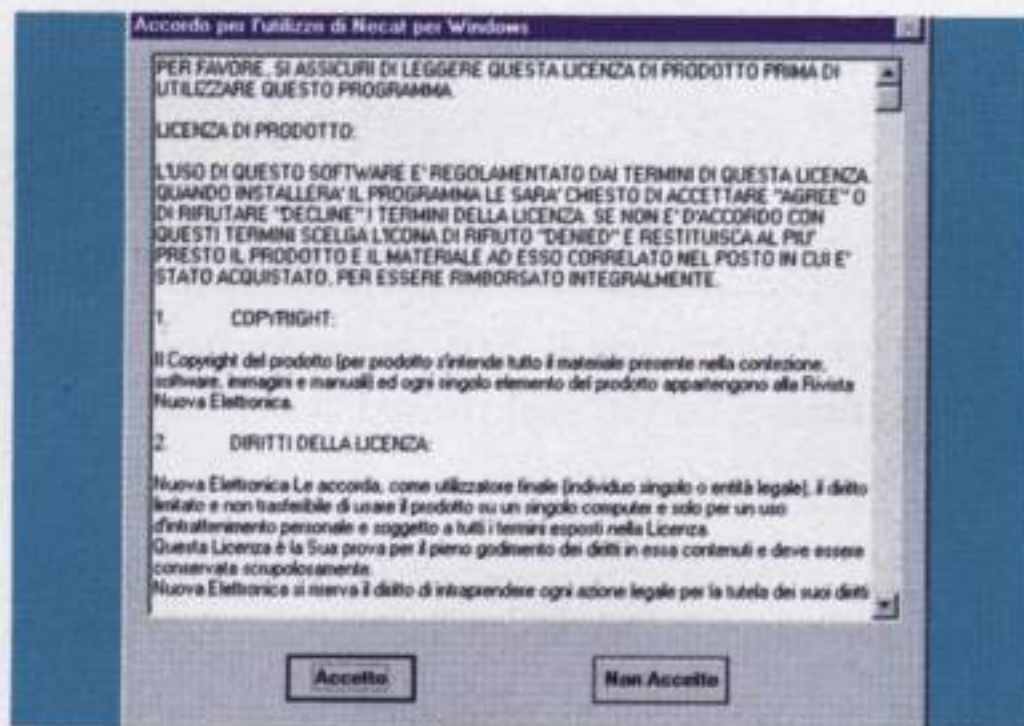 Accordo per l'utilizzo di Necat per Windows
PER FAVORE, SI ASSICURI DI LEGGERE QUESTA LICENZA DI PRODOTTO PRIMA DI
UTILIZZARE QUESTO PROGRAMMA.
LICENZA DI PRODOTTO:
L'USO DI QUESTO SOFTWARE E' REGOLAMENTATO DAI TERMINI DI QUESTA LICENZA.
QUANDO INSTALLERA' IL PROGRAMMA LE SARA' CHIESTO DI ACCETTARE "AGREE" O
DI RIFIUTARE "DECLINE" I TERMINI DELLA LICENZA. SE NON E' D'ACCORDO CON
QUESTI TERMINI SCELGA L'ICONA DI RIFIUTO "DENIED" E RESTITUISCA AL PIU'
PRESTO IL PRODOTTO E IL MATERIALE AD ESSO CORRELATO NEL POSTO IN CUI E'
STATO ACQUISTATO, PER ESSERE RIMBORSATO INTEGRALMENTE.
1. COPYRIGHT:
Il Copyright del prodotto (per prodotto s'intende tutto il materiale presente nella confezione,
software, immagini e manuali) ed ogni singolo elemento del prodotto appartengono alla Rivista
Nuova Elettronica.
2. DIRITTI DELLA LICENZA:
Nuova Elettronica Le accorda, come utilizzatore finale (individuo singolo o entità legale), il diritto
limitato e non trasferibile di usare il prodotto su un singolo computer e solo per un uso
d'intrattenimento personale e soggetto a tutti i termini esposti nella Licenza.
Questa Licenza è la Sua prova per il pieno godimento dei diritti in essa contenuti e deve essere
conservata scrupolosamente.
Nuova Elettronica si riserva il diritto di intraprendere ogni azione legale per la tutela dei suoi diritti
Accetto
Non Accetto